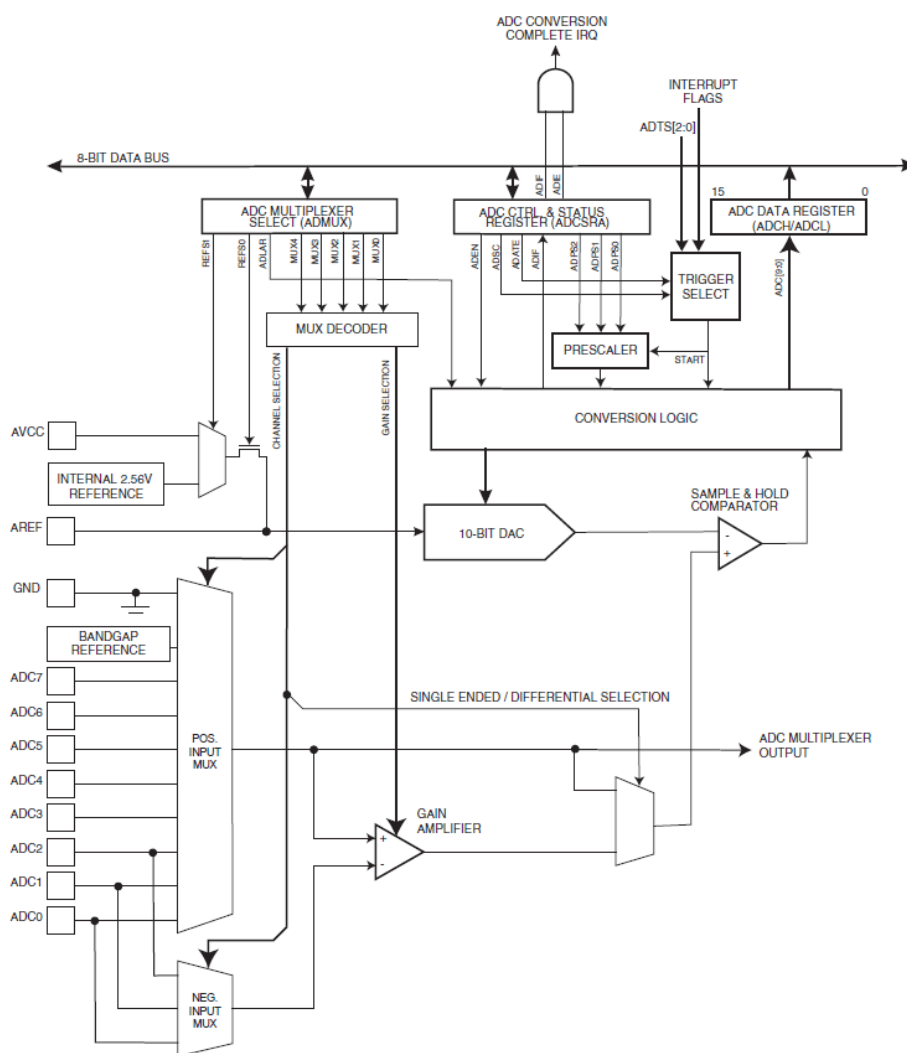 ADC CONVERSION
COMPLETE IRQ
INTERRUPT
FLAGS
ADTS[2:0]
8-BIT DATA BUS
ADIF
ADIE
15
0
ADC MULTIPLEXER
SELECT (ADMUX)
ADC CTRL. & STATUS
REGISTER (ADCSRA)
ADC DATA REGISTER
(ADCH/ADCL)
REFS1
REFS0
ADLAR
MUX4
MUX3
MUX2
MUX1
MUX0
ADEN
ADSC
ADATE
ADIF
ADPS2
ADPS1
ADPS0
ADC[9:0]
TRIGGER
SELECT
MUX DECODER
PRESCALER
START
CHANNEL SELECTION
GAIN SELECTION
CONVERSION LOGIC
AVCC
INTERNAL 2.56V
REFERENCE
SAMPLE & HOLD
COMPARATOR
AREF
10-BIT DAC
-
+
GND
BANDGAP
REFERENCE
ADC7
SINGLE ENDED / DIFFERENTIAL SELECTION
ADC6
ADC5
POS.
INPUT
MUX
ADC MULTIPLEXER
OUTPUT
ADC4
ADC3
GAIN
AMPLIFIER
+
-
ADC2
ADC1
ADC0
NEG.
INPUT
MUX